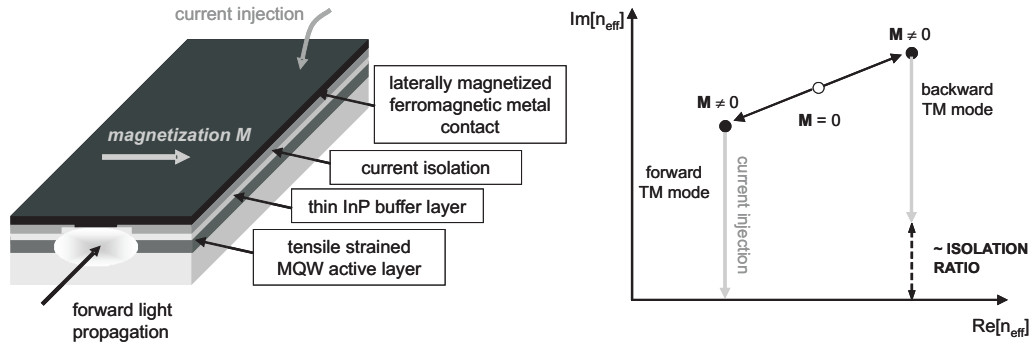 current injection
magnetization M
laterally magnetized
ferromagnetic metal
contact
current isolation
thin InP buffer layer
tensile strained
MQW active layer
forward light
propagation
Im[neff]
M ≠ 0
M ≠ 0
M = 0
backward
TM mode
forward
TM mode
current injection
~ ISOLATION
RATIO
Re[neff]